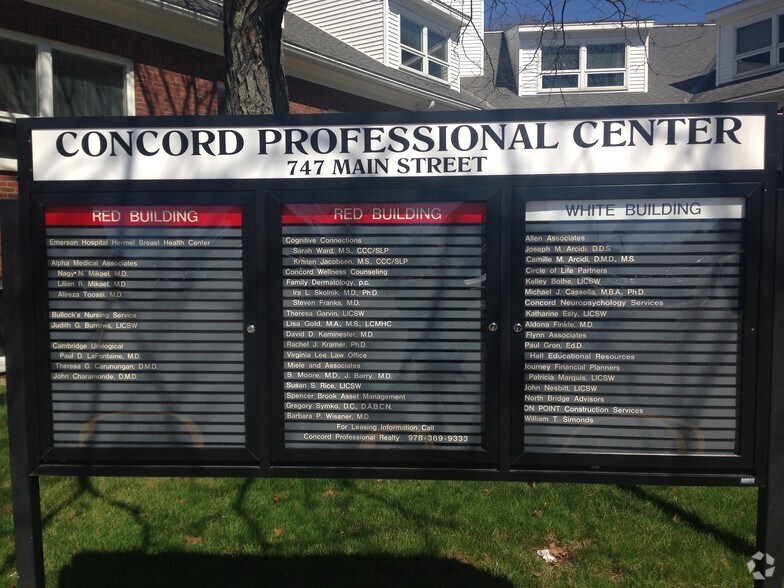 CONCORD PROFESSIONAL CENTER
747 MAIN STREET
RED BUILDING
Emerson Hospital Hermel Breast Health Center
Alpha Medical Associates
Nagy N. Mikael, M.D.
Lilian R. Mikael, M.D.
Alireza Toossi, M.D.
Bullock's Nursing Service
Judith G. Burrows, LICSW
Cambridge Urological
Paul D. LaFontaine, M.D.
Theresa G. Carunungan, D.M.D.
John Charamonde, D.M.D.
RED BUILDING
Cognitive Connections
Sarah Ward, M.S., CCC/SLP
Kristen Jacobsen, M.S., CCC/SLP
Concord Wellness Counseling
Family Dermatology, p.c.
Ira L. Skolnik, M.D., Ph.D.
Steven Franks, M.D.
Theresa Garvin, LICSW
Lisa Gold, M.A., M.S., LCMHC
David D. Kaminester, M.D.
Rachel J. Kramer, Ph.D.
Virginia Lee Law Office
Miele and Associates
S. Moore, M.D., J. Barry, M.D.
Susan S. Rice, LICSW
Spencer Brook Asset Management
Gregory Symko, D.C., D.A.B.C.N.
Barbara P. Wissner, M.D.
For Leasing Information Call
Concord Professional Realty 978-369-9333
WHITE BUILDING
Allen Associates
Joseph M. Arcidi, D.D.S.
Camille M. Arcidi, D.M.D., M.S.
Circle of Life Partners
Kelley Bothe, LICSW
Michael J. Cassella, M.B.A., Ph.D.
Concord Neuropsychology Services
Katharine Esty, LICSW
Aldona Finkle, M.D.
Flynn Associates
Paul Gron, Ed.D.
Hall Educational Resources
Journey Financial Planners
Patricia Marquis, LICSW
John Nesbitt, LICSW
North Bridge Advisors
ON POINT Construction Services
William T. Simonds